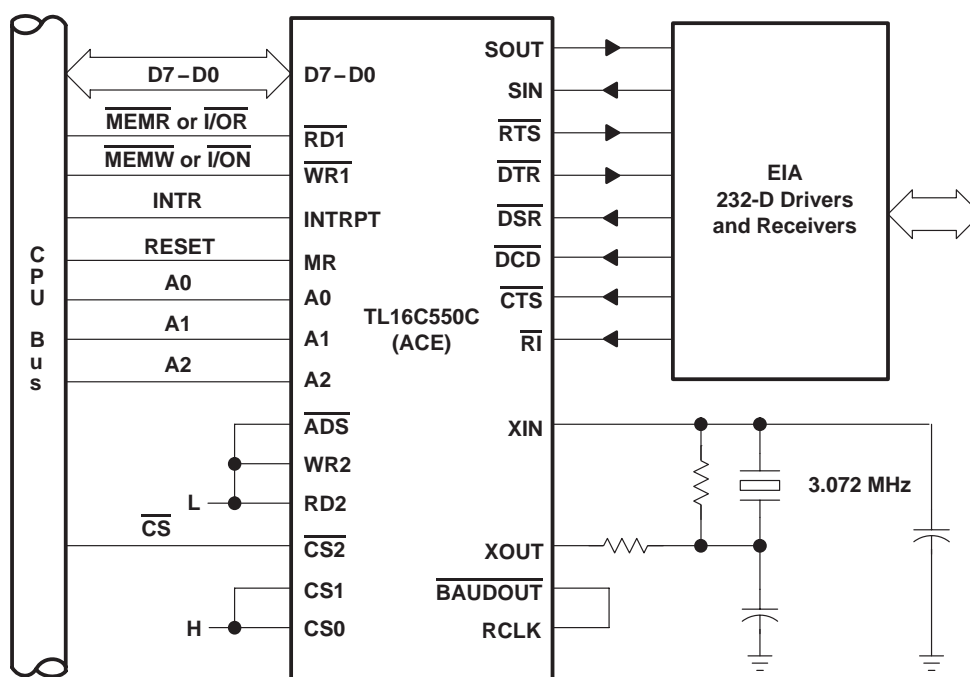 CPU Bus
D7–D0
MEMR or I/OR
MEMW or I/ON
INTR
RESET
A0
A1
A2
L
CS
H
D7–D0
RD1
WR1
INTRPT
MR
A0
A1
A2
ADS
WR2
RD2
CS2
CS1
CS0
TL16C550C
(ACE)
SOUT
SIN
RTS
DTR
DSR
DCD
CTS
RI
XIN
XOUT
BAUDOUT
RCLK
EIA
232-D Drivers
and Receivers
3.072 MHz